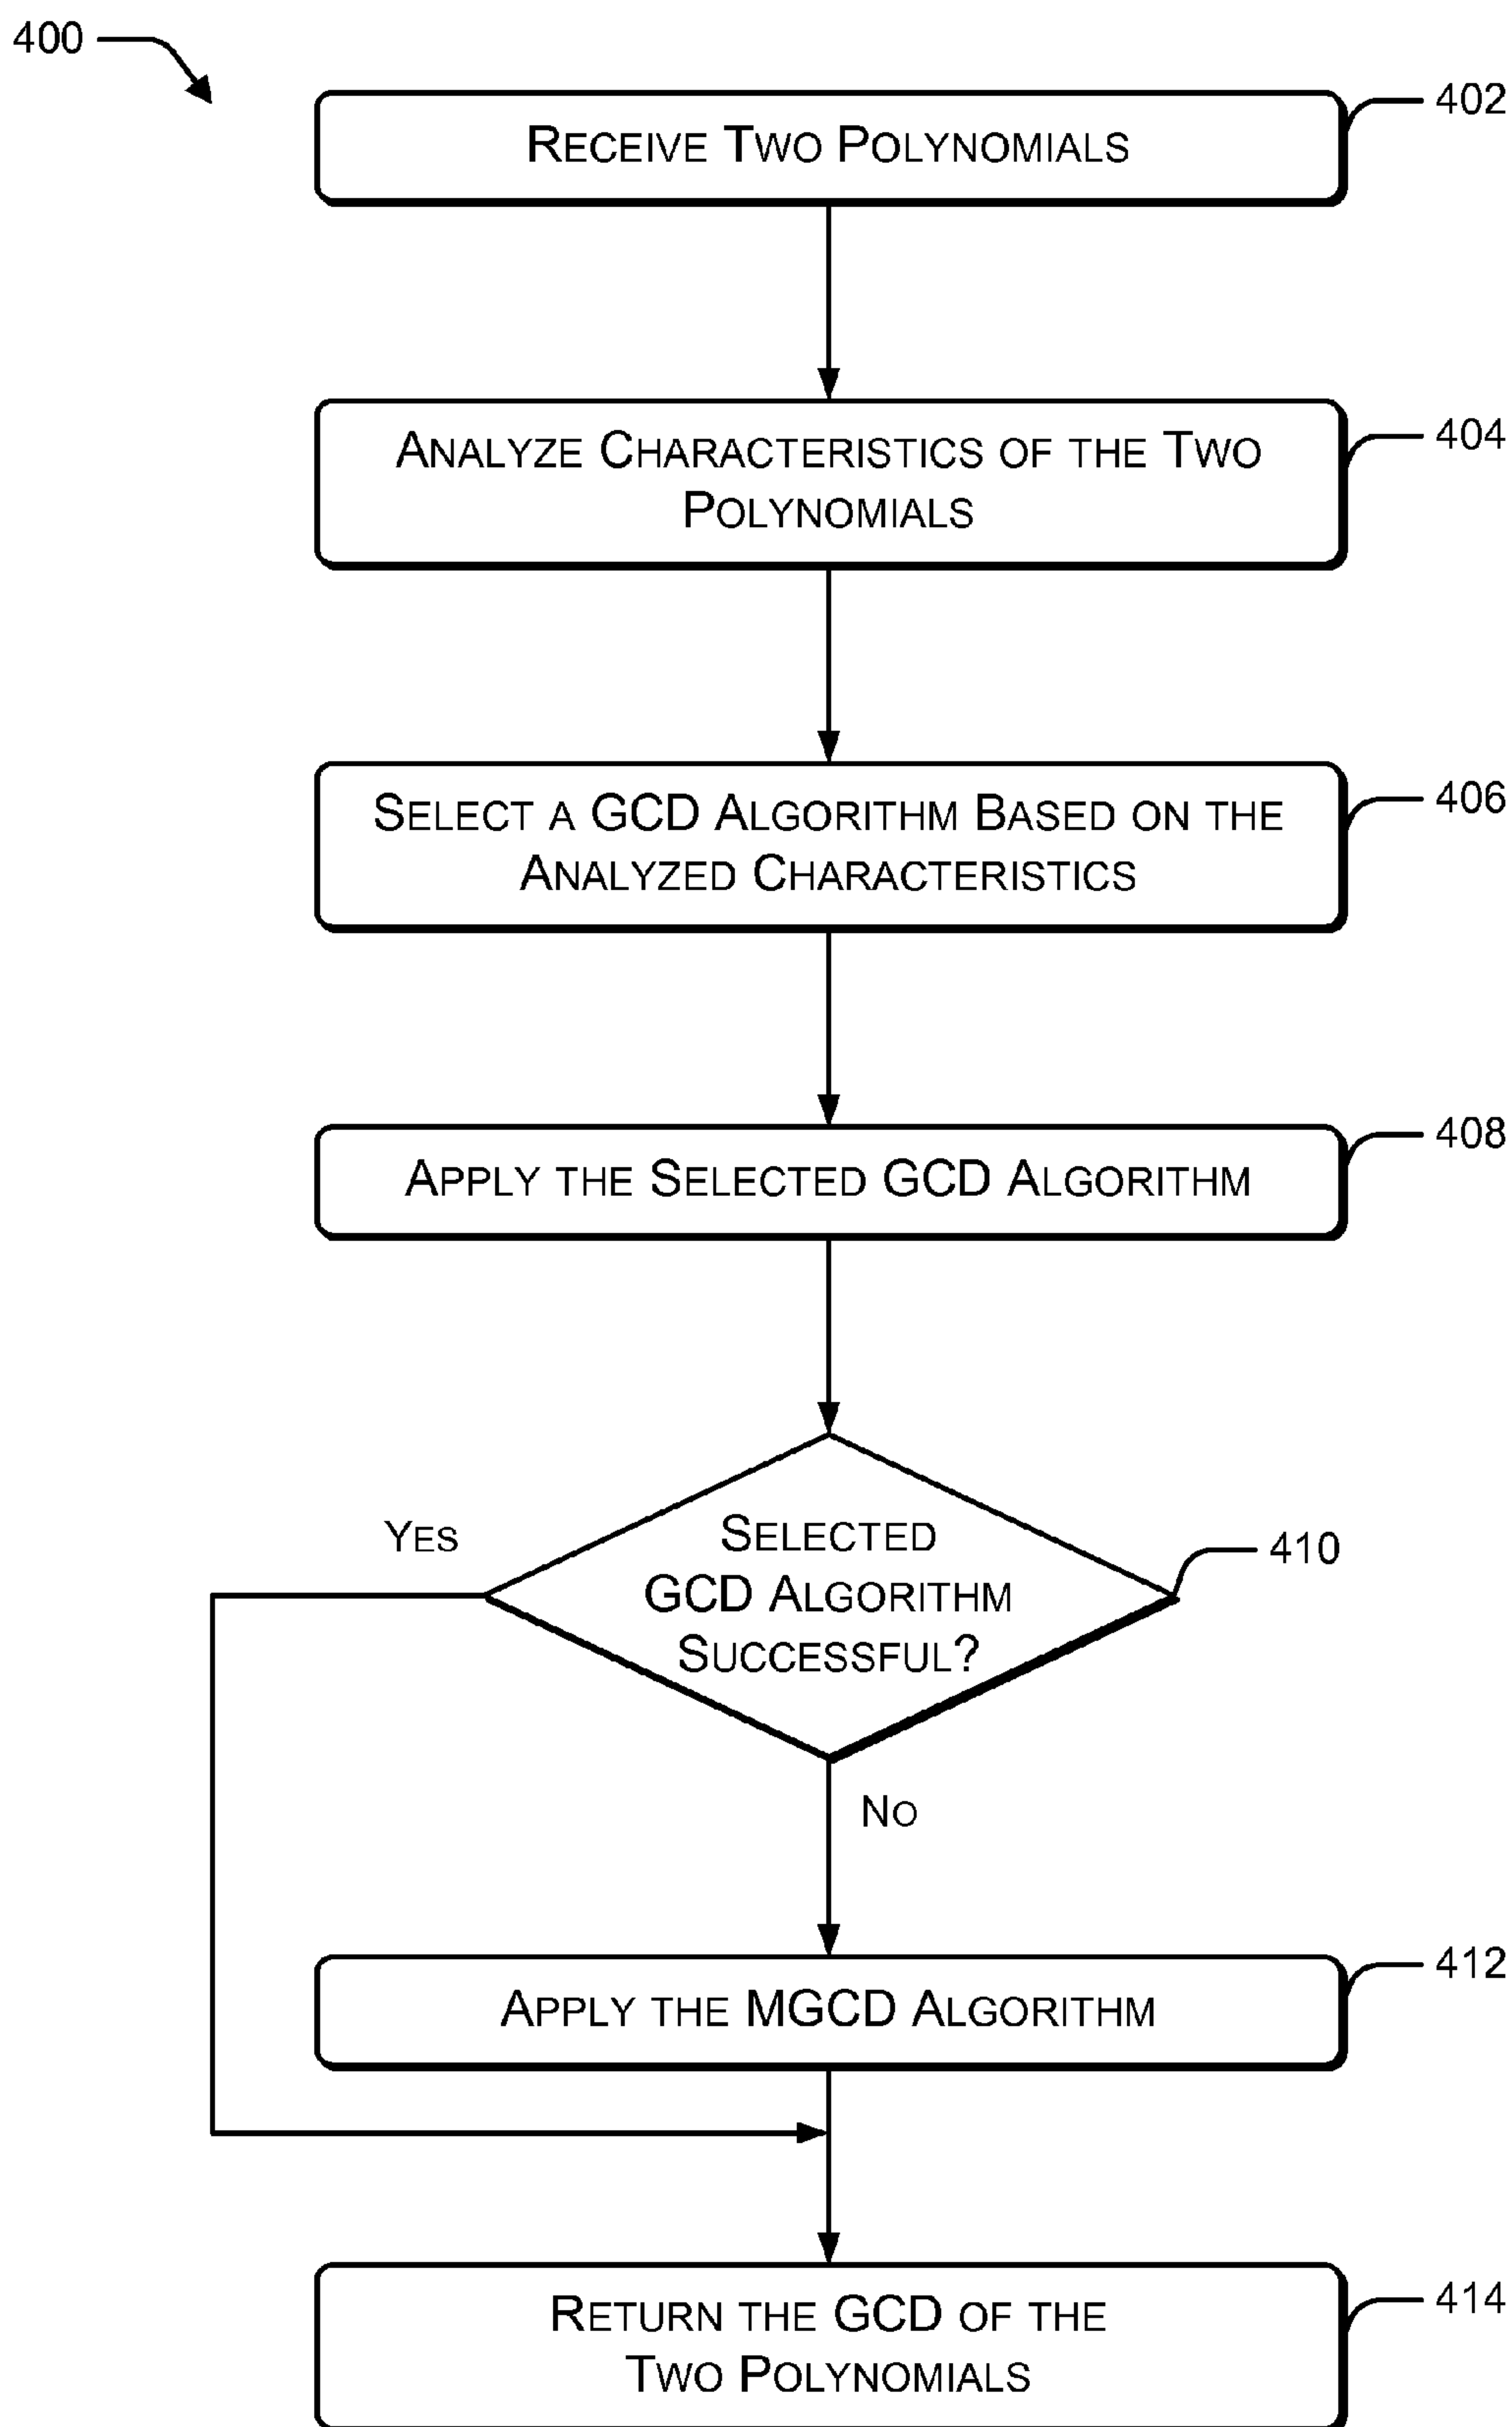 400
402
RECEIVE TWO POLYNOMIALS
404
ANALYZE CHARACTERISTICS OF THE TWO
POLYNOMIALS
406
SELECT A GCD ALGORITHM BASED ON THE
ANALYZED CHARACTERISTICS
408
APPLY THE SELECTED GCD ALGORITHM
YES
SELECTED
GCD ALGORITHM
SUCCESSFUL?
410
NO
412
APPLY THE MGCD ALGORITHM
414
RETURN THE GCD OF THE
TWO POLYNOMIALS